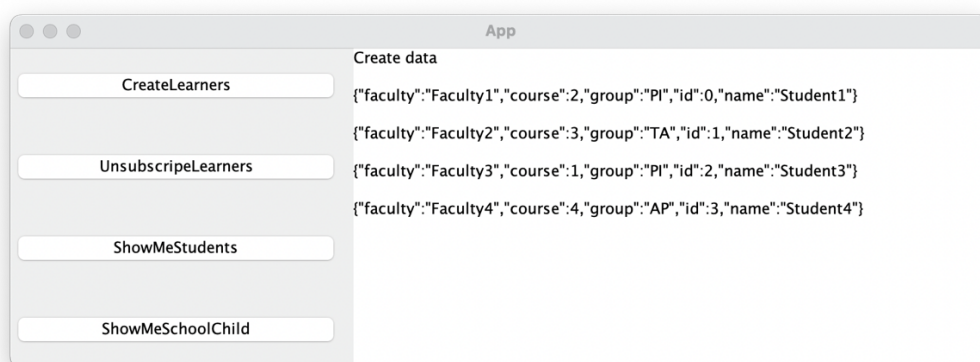 App
CreateLearners
UnsubscripeLearners
ShowMeStudents
ShowMeSchoolChild
Create data
{"faculty":"Faculty1","course":2,"group":"PI","id":0,"name":"Student1"}
{"faculty":"Faculty2","course":3,"group":"TA","id":1,"name":"Student2"}
{"faculty":"Faculty3","course":1,"group":"PI","id":2,"name":"Student3"}
{"faculty":"Faculty4","course":4,"group":"AP","id":3,"name":"Student4"}